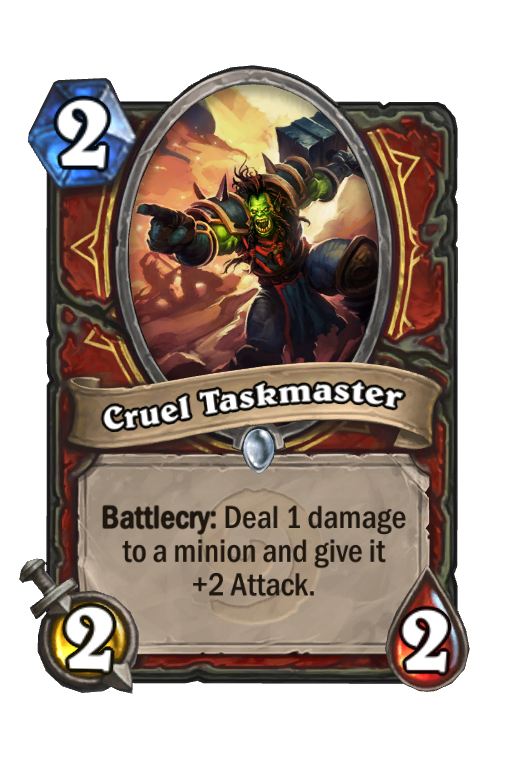 2
Cruel Taskmaster
Battlecry: Deal 1 damage
to a minion and give it
+2 Attack.
2
2